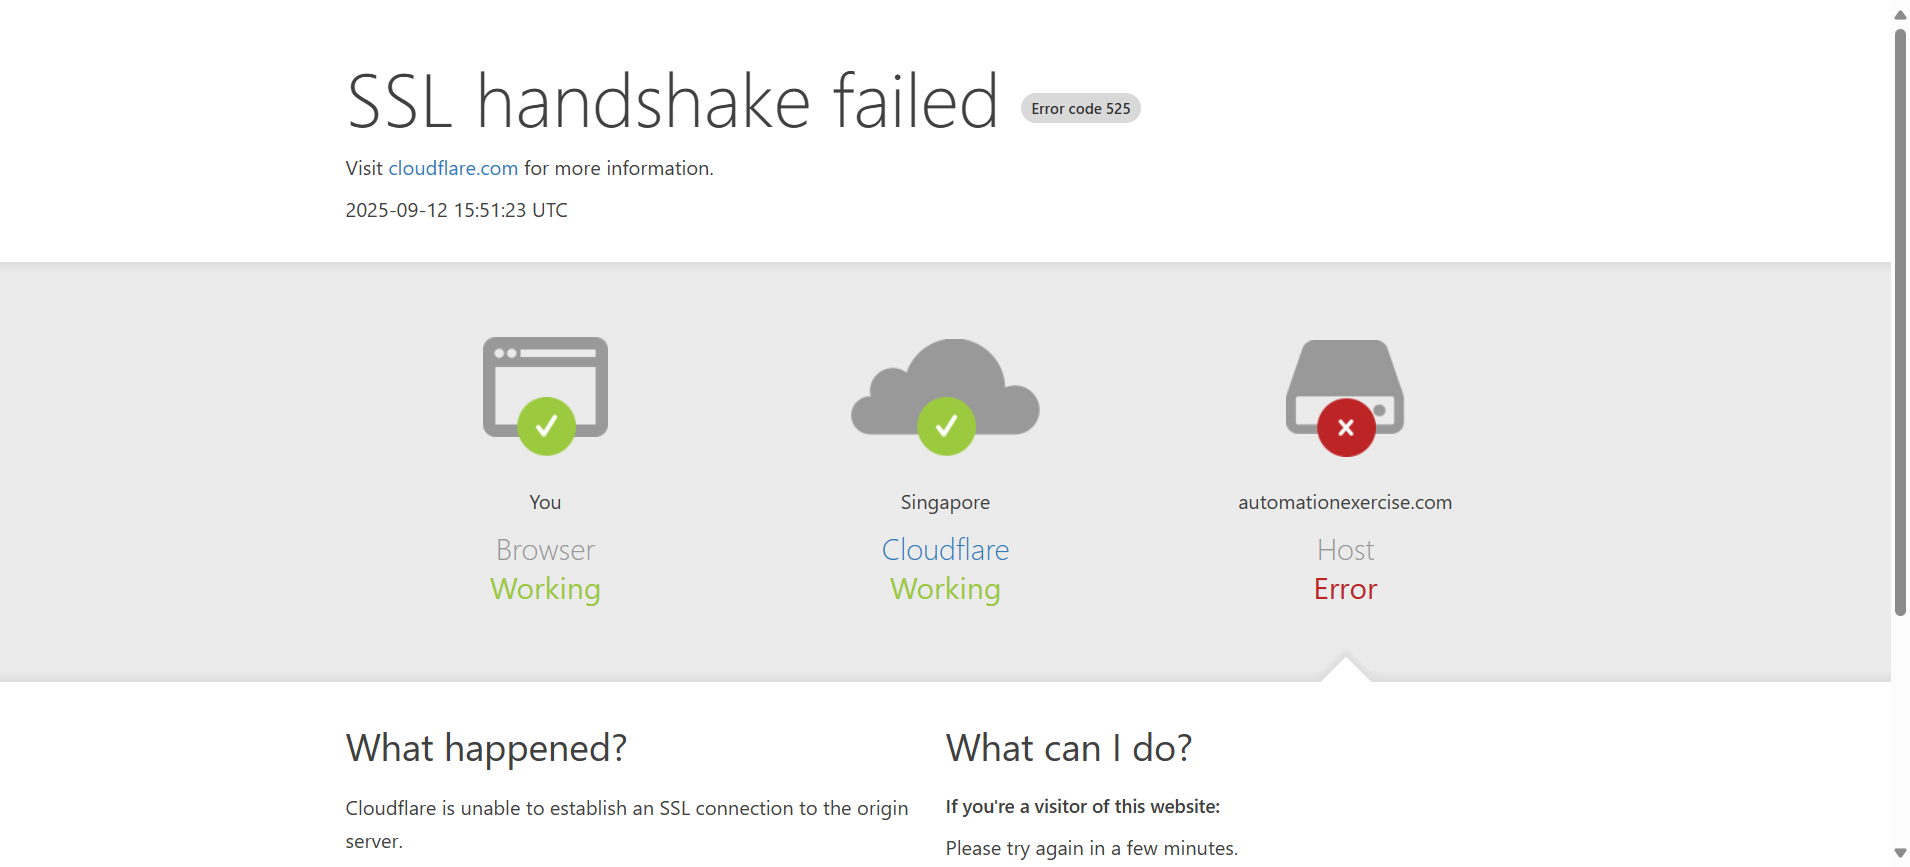 SSL handshake failed Error code 525
Visit cloudflare.com for more information.
2025-09-12 15:51:23 UTC
You
Browser
Working
Singapore
Cloudflare
Working
automationexercise.com
Host
Error
What happened?
Cloudflare is unable to establish an SSL connection to the origin
server.
What can I do?
If you're a visitor of this website:
Please try again in a few minutes.